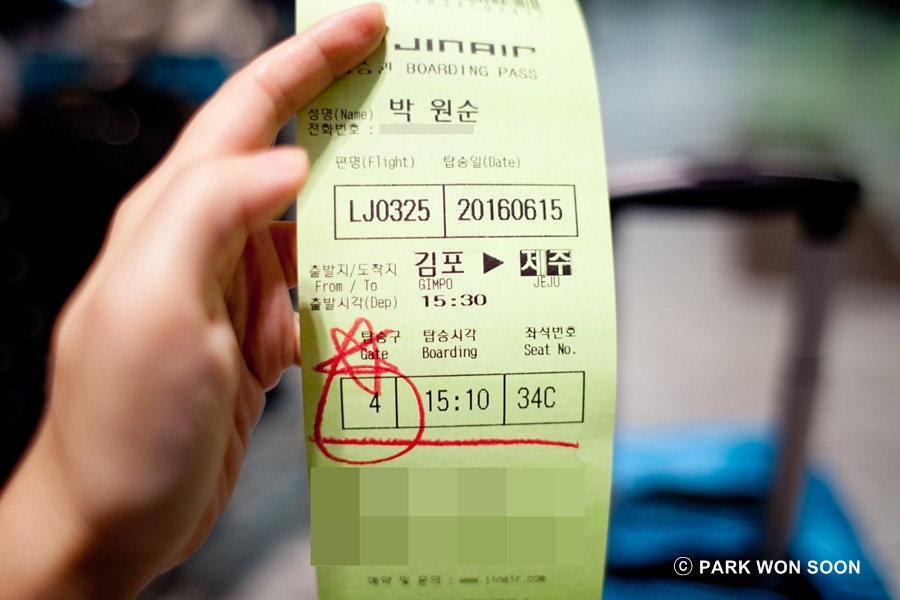 JINAIR
BOARDING PASS
성명(Name) 박 원순
전화번호 :
편명(Flight) 탑승일(Date)
LJ0325 20160615
출발지/도착지 김포 ▶ 제주
From / To GIMPO JEJU
출발시각(Dep) 15:30
탑승구 탑승시각 좌석번호
Gate Boarding Seat No.
4 15:10 34C
예약 및 문의 : www.jinair.com
© PARK WON SOON